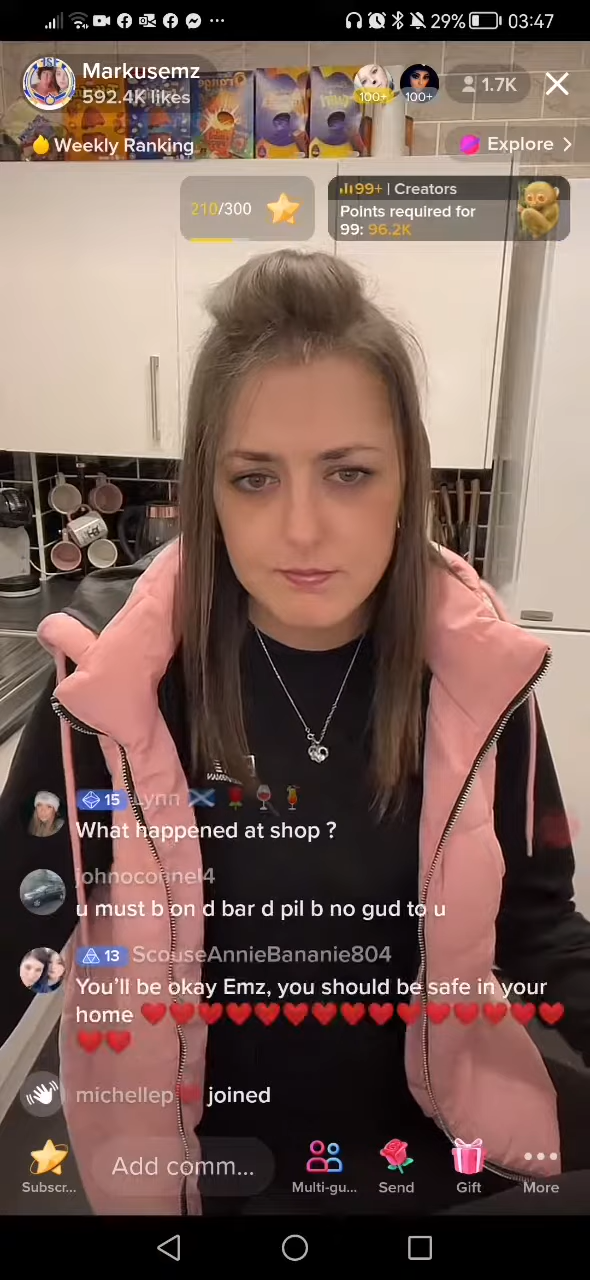 29% 03:47
Markusemz
592.4K likes
100+ 100+
1.7K
Weekly Ranking
Explore
210/300
99+ | Creators
Points required for
99: 96.2K
15 Lynn
What happened at shop ?
johnoconnel4
u must b on d bar d pil b no gud to u
13 ScouseAnnieBananie804
You'll be okay Emz, you should be safe in your
home
michellep joined
Add comm...
Subscr... Multi-gu... Send Gift More